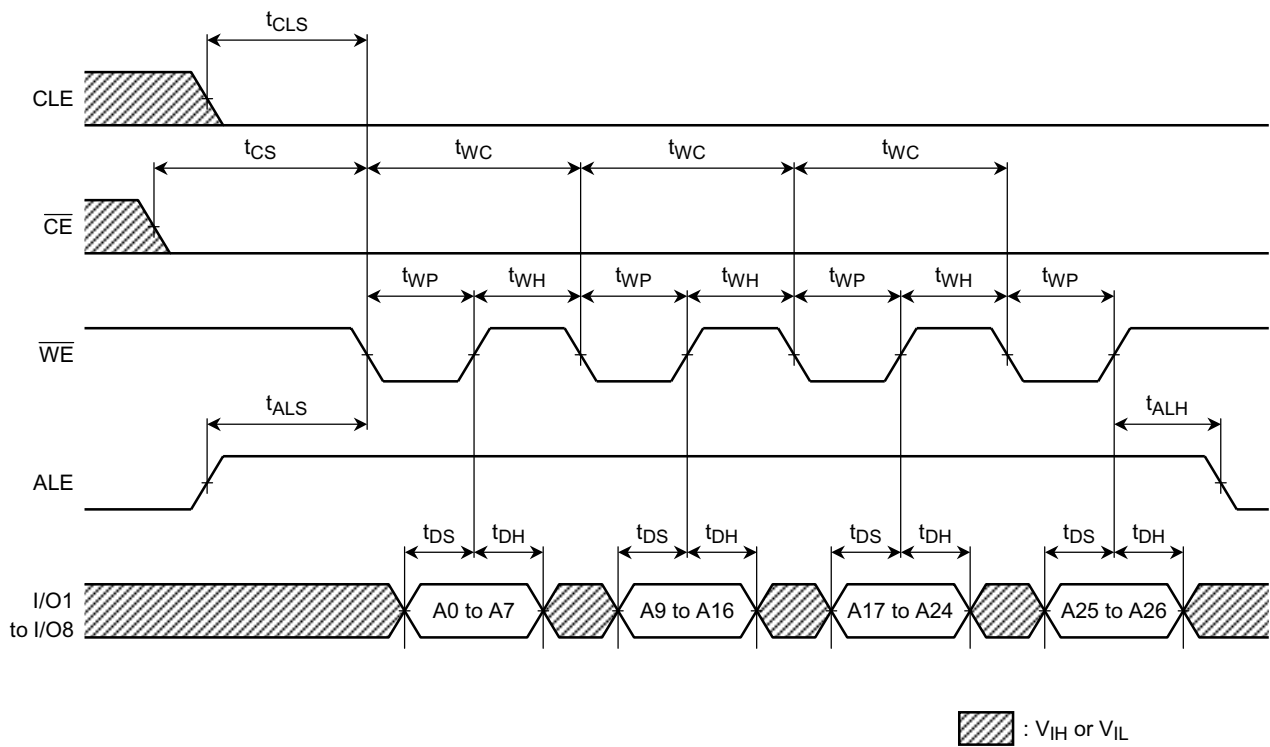 tCLS
CLE
tCS tWC tWC tWC
CE
tWP tWH tWP tWH tWP tWH tWP
WE
tALS tALH
ALE
tDS tDH tDS tDH tDS tDH tDS tDH
I/O1
to I/O8
A0 to A7 A9 to A16 A17 to A24 A25 to A26
: VIH or VIL